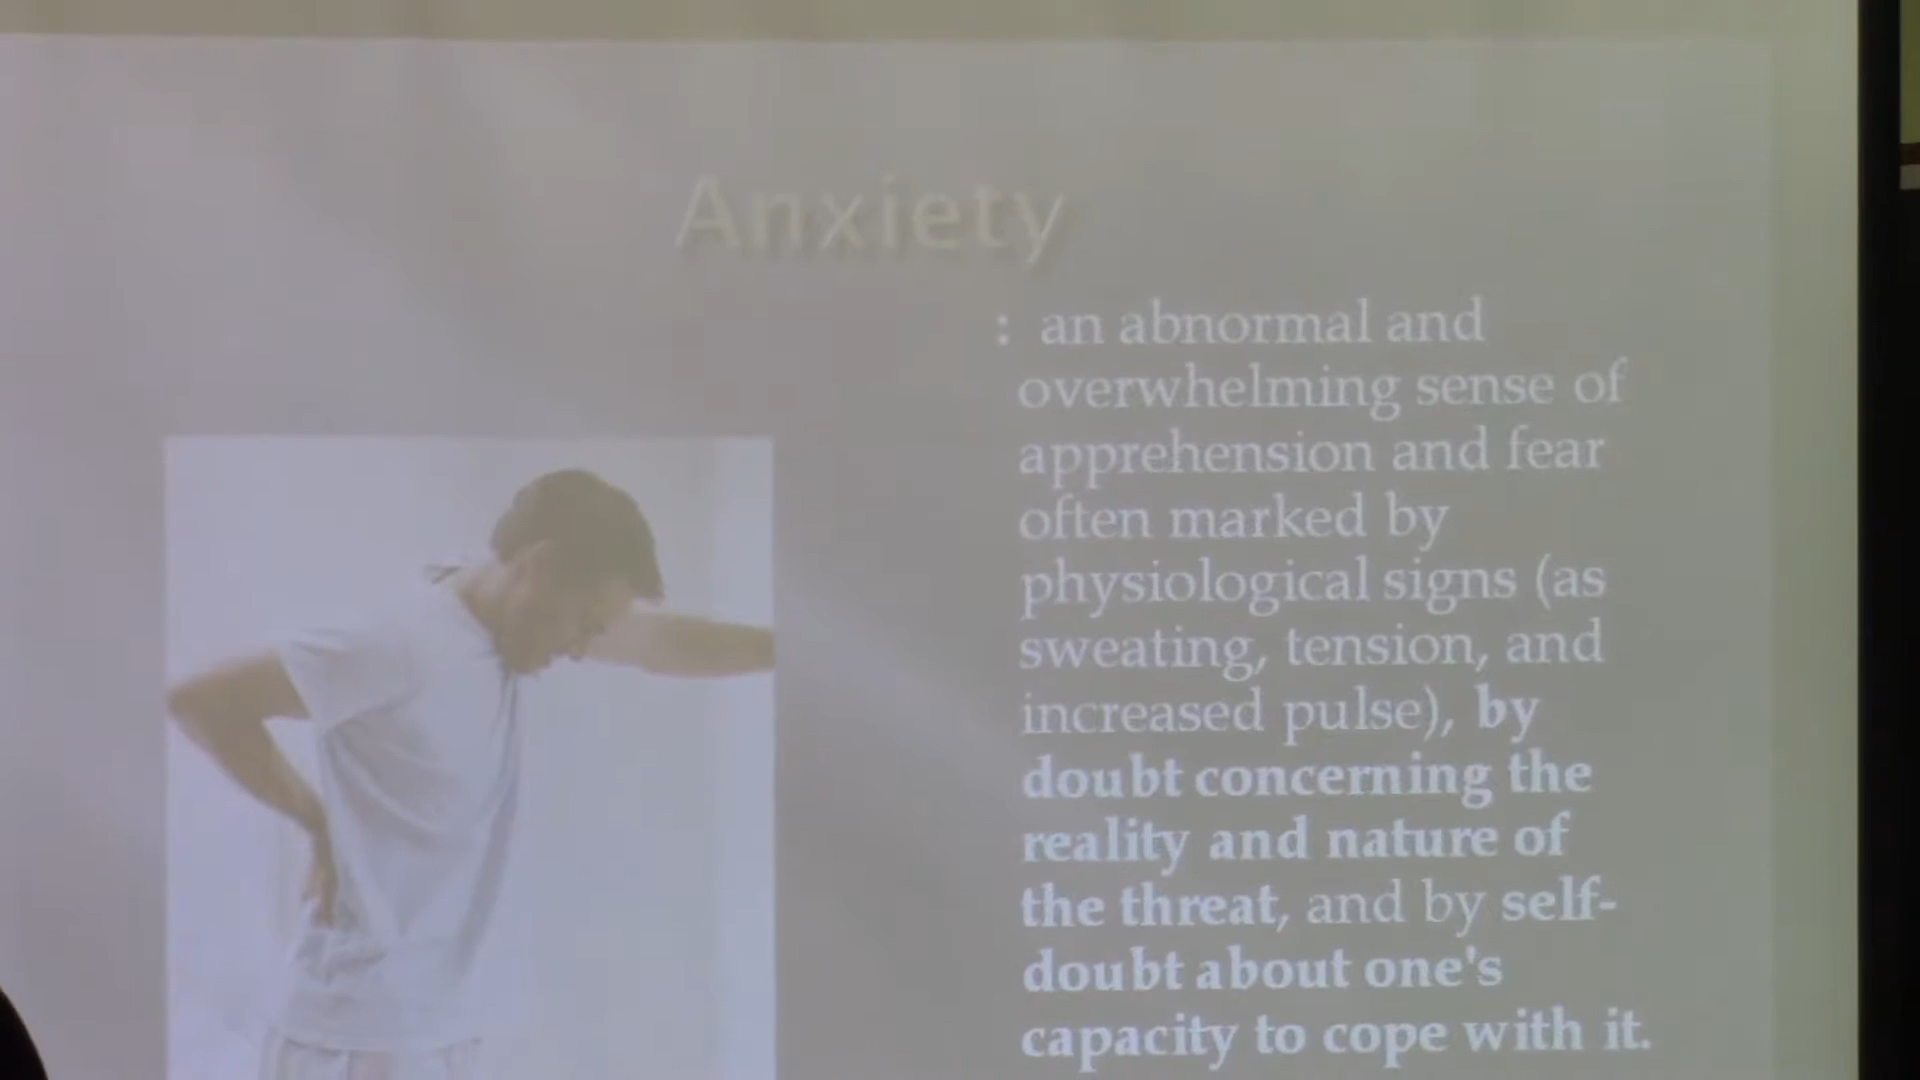 Anxiety
: an abnormal and
overwhelming sense of
apprehension and fear
often marked by
physiological signs (as
sweating, tension, and
increased pulse), by
doubt concerning the
reality and nature of
the threat, and by self-
doubt about one's
capacity to cope with it.